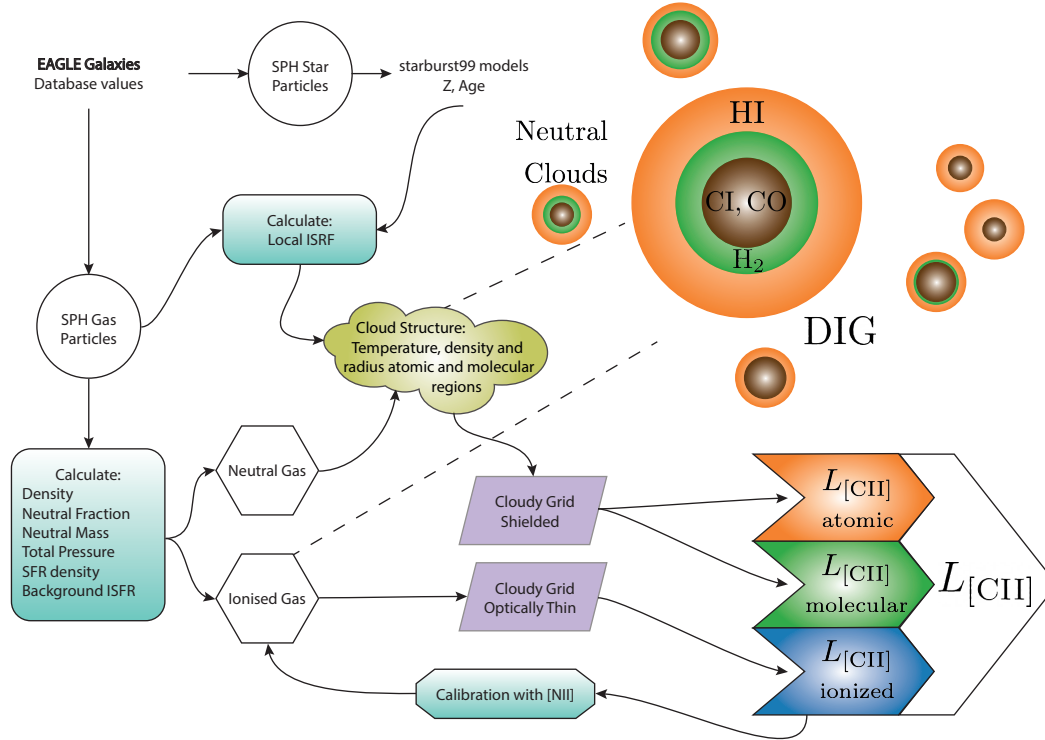 EAGLE Galaxies
Database values
SPH Star
Particles
starburst99 models
Z, Age
Neutral
Clouds
HI
CI, CO
H₂
DIG
Calculate:
Local ISRF
SPH Gas
Particles
Cloud Structure:
Temperature, density and
radius atomic and molecular
regions
Calculate:
Density
Neutral Fraction
Neutral Mass
Total Pressure
SFR density
Background ISFR
Neutral Gas
Ionised Gas
Cloudy Grid
Shielded
Cloudy Grid
Optically Thin
Calibration with [NII]
L[CII]
atomic
L[CII]
molecular
L[CII]
ionized
L[CII]